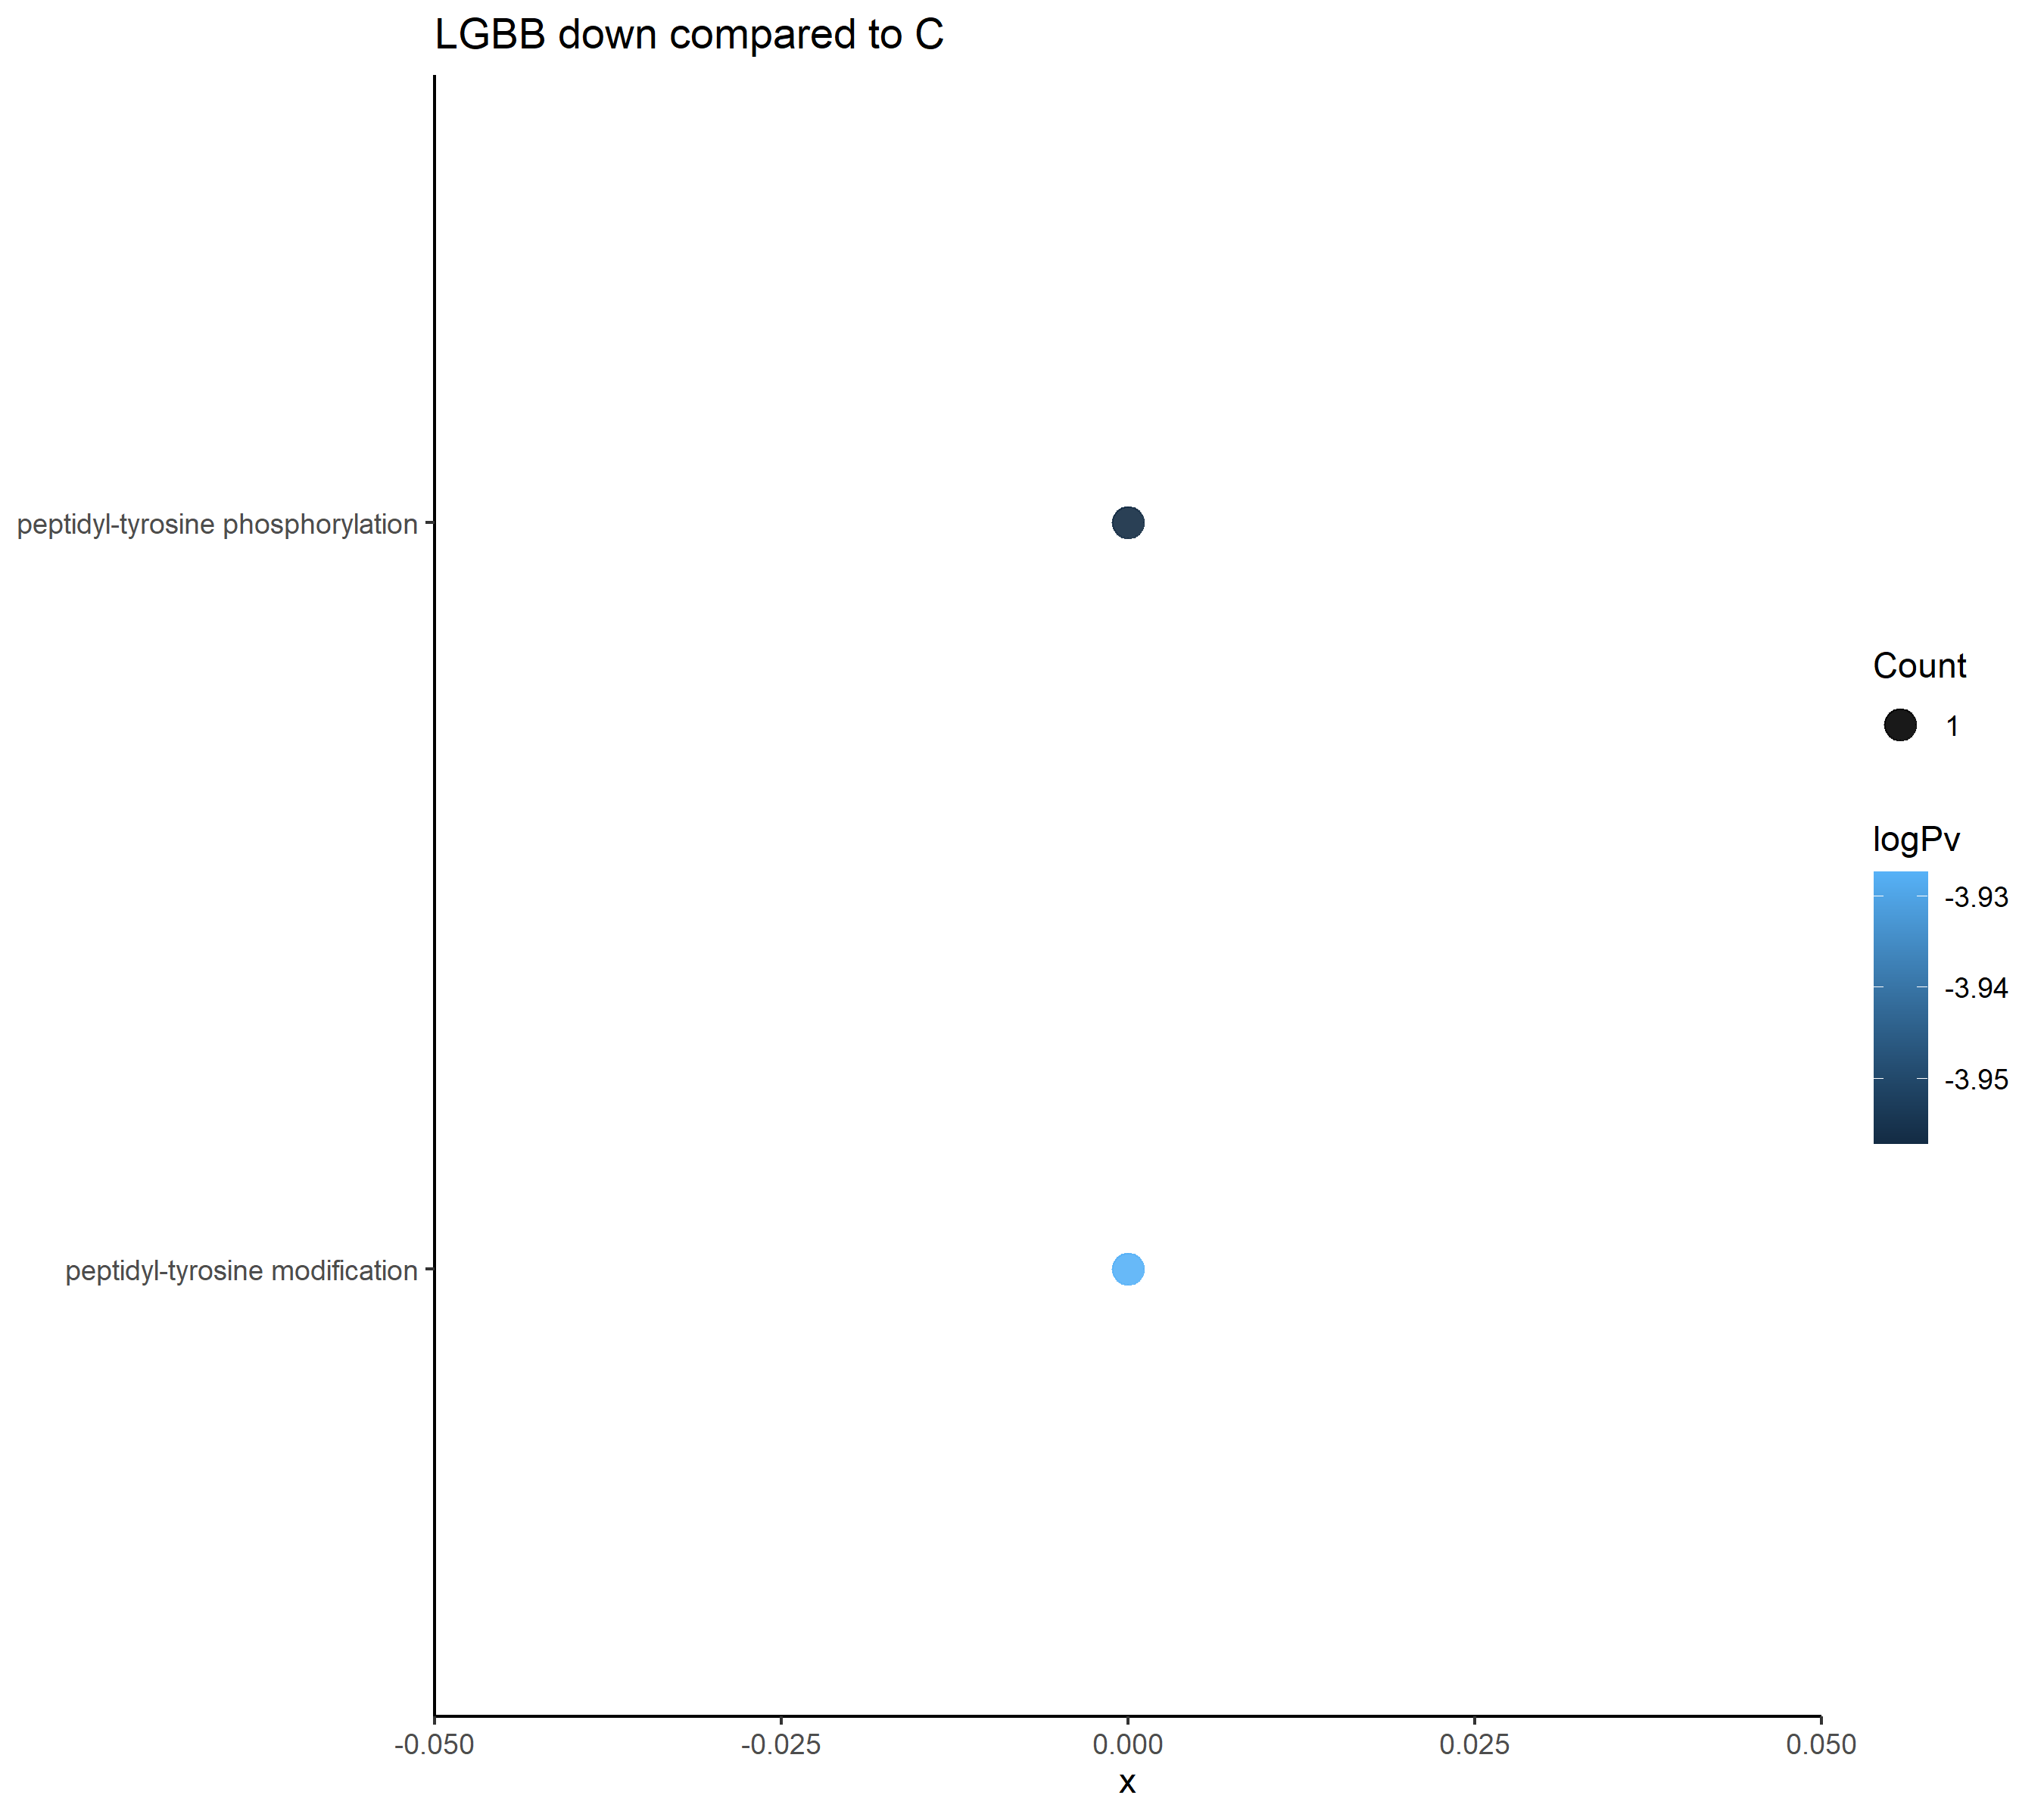 LGBB down compared to C
peptidyl-tyrosine phosphorylation
peptidyl-tyrosine modification
-0.050
-0.025
0.000
0.025
0.050
x
Count
1
logPv
-3.93
-3.94
-3.95